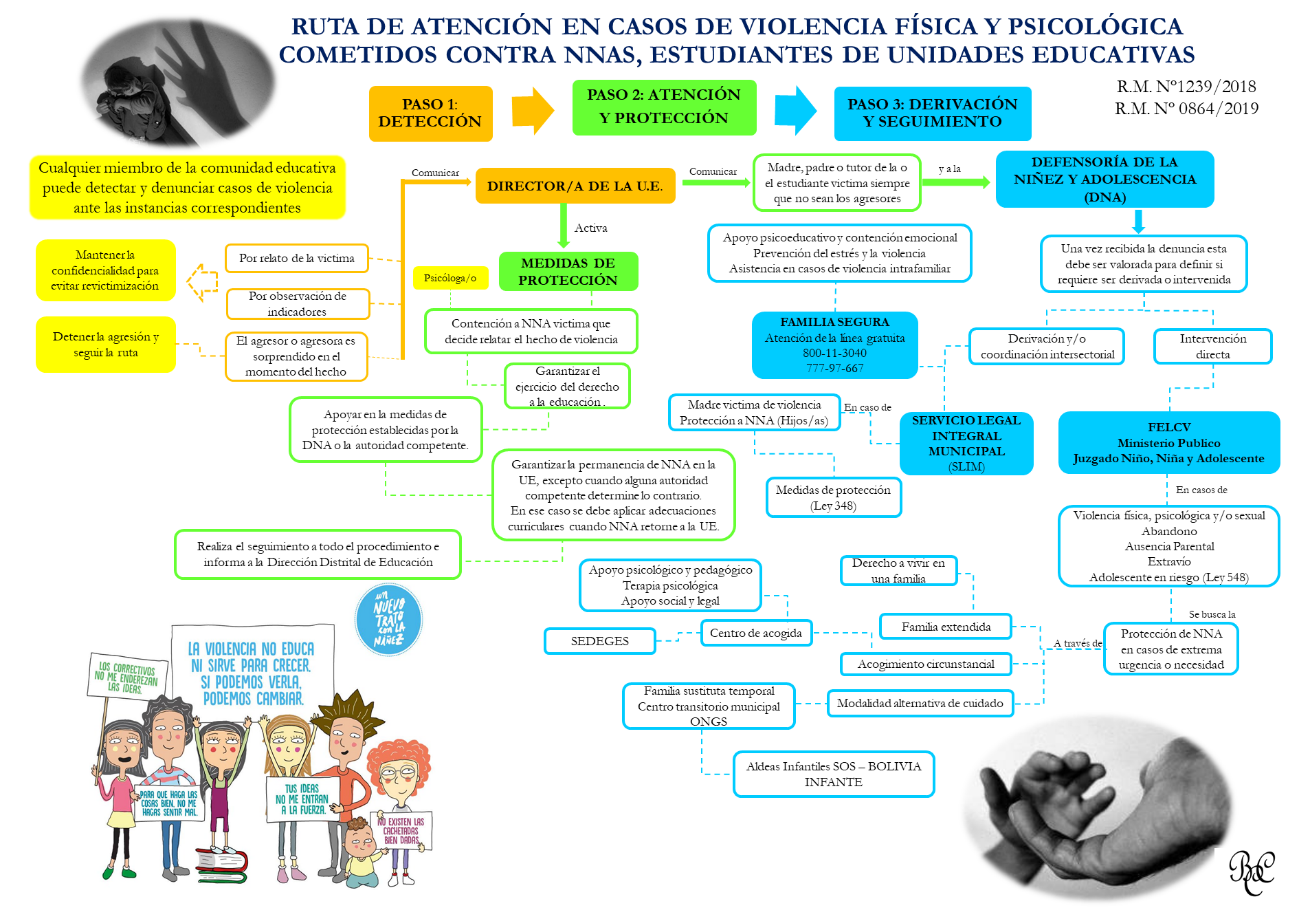 RUTA DE ATENCIÓN EN CASOS DE VIOLENCIA FÍSICA Y PSICOLÓGICA
COMETIDOS CONTRA NNAS, ESTUDIANTES DE UNIDADES EDUCATIVAS
R.M. Nº1239/2018
R.M. Nº 0864/2019
PASO 1:
DETECCIÓN
PASO 2: ATENCIÓN
Y PROTECCIÓN
PASO 3: DERIVACIÓN
Y SEGUIMIENTO
Cualquier miembro de la comunidad educativa
puede detectar y denunciar casos de violencia
ante las instancias correspondientes
Comunicar
DIRECTOR/A DE LA U.E.
Comunicar
Madre, padre o tutor de la o
el estudiante victima siempre
que no sean los agresores
y a la
DEFENSORÍA DE LA
NIÑEZ Y ADOLESCENCIA
(DNA)
Mantener la
confidencialidad para
evitar revictimización
Por relato de la victima
Por observación de
indicadores
Detener la agresión y
seguir la ruta
El agresor o agresora es
sorprendido en el
momento del hecho
Activa
Psicóloga/o
MEDIDAS DE
PROTECCIÓN
Contención a NNA victima que
decide relatar el hecho de violencia
Garantizar el
ejercicio del derecho
a la educación .
Apoyar en la medidas de
protección establecidas por la
DNA o la autoridad competente.
Garantizar la permanencia de NNA en la
UE, excepto cuando alguna autoridad
competente determine lo contrario.
En ese caso se debe aplicar adecuaciones
curriculares cuando NNA retorne a la UE.
Realiza el seguimiento a todo el procedimiento e
informa a la Dirección Distrital de Educación
Apoyo psicoeducativo y contención emocional
Prevención del estrés y la violencia
Asistencia en casos de violencia intrafamiliar
FAMILIA SEGURA
Atención de la línea gratuita
800-11-3040
777-97-667
Una vez recibida la denuncia esta
debe ser valorada para definir si
requiere ser derivada o intervenida
Derivación y/o
coordinación intersectorial
Intervención
directa
Madre victima de violencia
Protección a NNA (Hijos/as)
En caso de
SERVICIO LEGAL
INTEGRAL
MUNICIPAL
(SLIM)
FELCV
Ministerio Publico
Juzgado Niño, Niña y Adolescente
Medidas de protección
(Ley 348)
En casos de
Violencia física, psicológica y/o sexual
Abandono
Ausencia Parental
Extravío
Adolescente en riesgo (Ley 548)
Se busca la
Protección de NNA
en casos de extrema
urgencia o necesidad
A través de
Derecho a vivir en
una familia
Familia extendida
Acogimiento circunstancial
Modalidad alternativa de cuidado
Apoyo psicológico y pedagógico
Terapia psicológica
Apoyo social y legal
Centro de acogida
SEDEGES
Familia sustituta temporal
Centro transitorio municipal
ONGS
Aldeas Infantiles SOS – BOLIVIA
INFANTE
UN
NUEVO
TRATO
CON LA
NIÑEZ
LA VIOLENCIA NO EDUCA
NI SIRVE PARA CRECER.
SI PODEMOS VERLA,
PODEMOS CAMBIAR.
LOS CORRECTIVOS
NO ME ENDEREZAN
LAS IDEAS.
PARA QUE HAGA LAS
COSAS BIEN, NO ME
HAGAS SENTIR MAL.
TUS IDEAS
NO ME ENTRAN
A LA FUERZA.
NO EXISTEN LAS
CACHETADAS
BIEN DADAS.